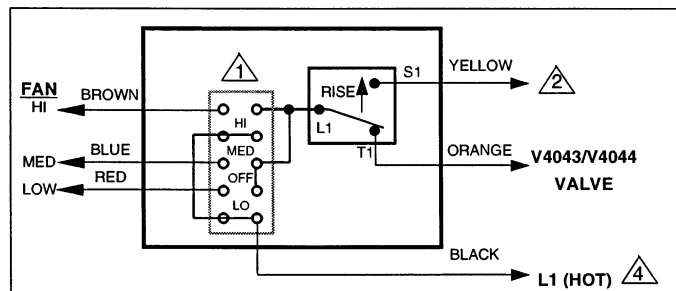 1
S1
YELLOW
2
RISE
FAN
HI
BROWN
HI
L1
T1
MED
BLUE
MED
ORANGE
V4043/V4044
VALVE
LOW
RED
OFF
LO
BLACK
L1 (HOT)
4